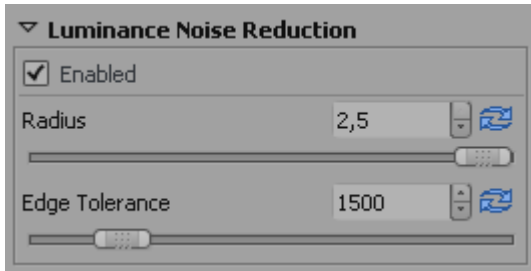 Luminance Noise Reduction
Enabled
Radius 2,5
Edge Tolerance 1500